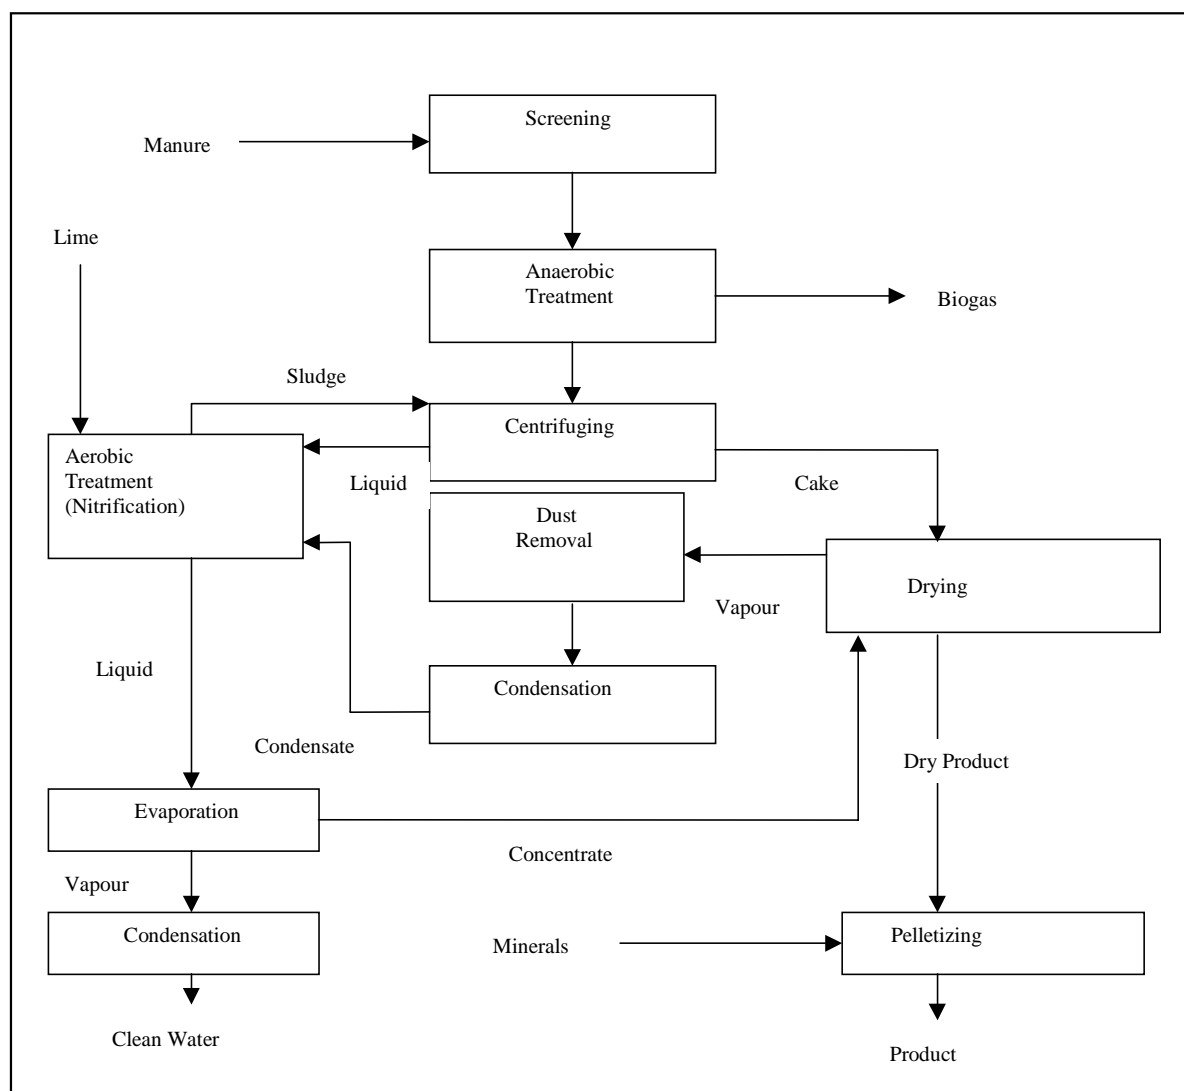 Screening
Manure
Lime
Anaerobic
Treatment
Biogas
Sludge
Centrifuging
Aerobic
Treatment
(Nitrification)
Liquid
Cake
Dust
Removal
Drying
Vapour
Liquid
Condensation
Condensate
Dry Product
Evaporation
Concentrate
Vapour
Condensation
Minerals
Pelletizing
Clean Water
Product